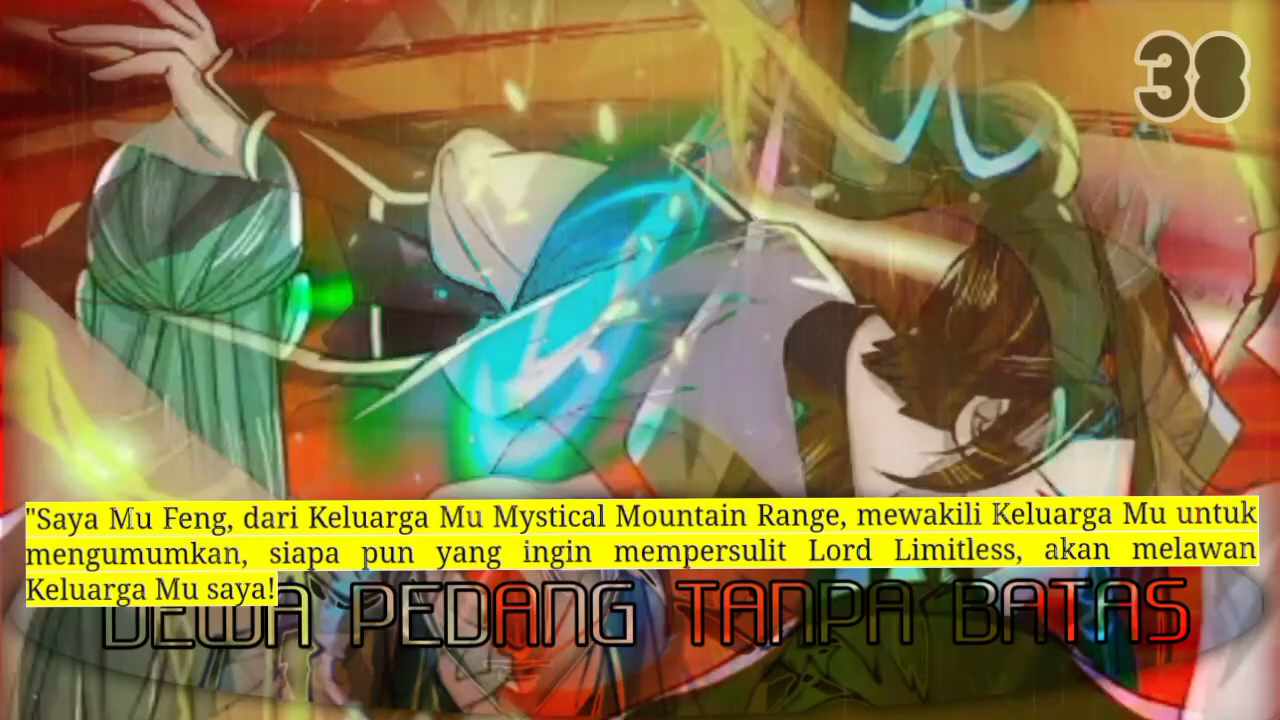 38
"Saya Mu Feng, dari Keluarga Mu Mystical Mountain Range, mewakili Keluarga Mu untuk
mengumumkan, siapa pun yang ingin mempersulit Lord Limitless, akan melawan
Keluarga Mu saya!
DEWA PEDANG TANPA BATAS